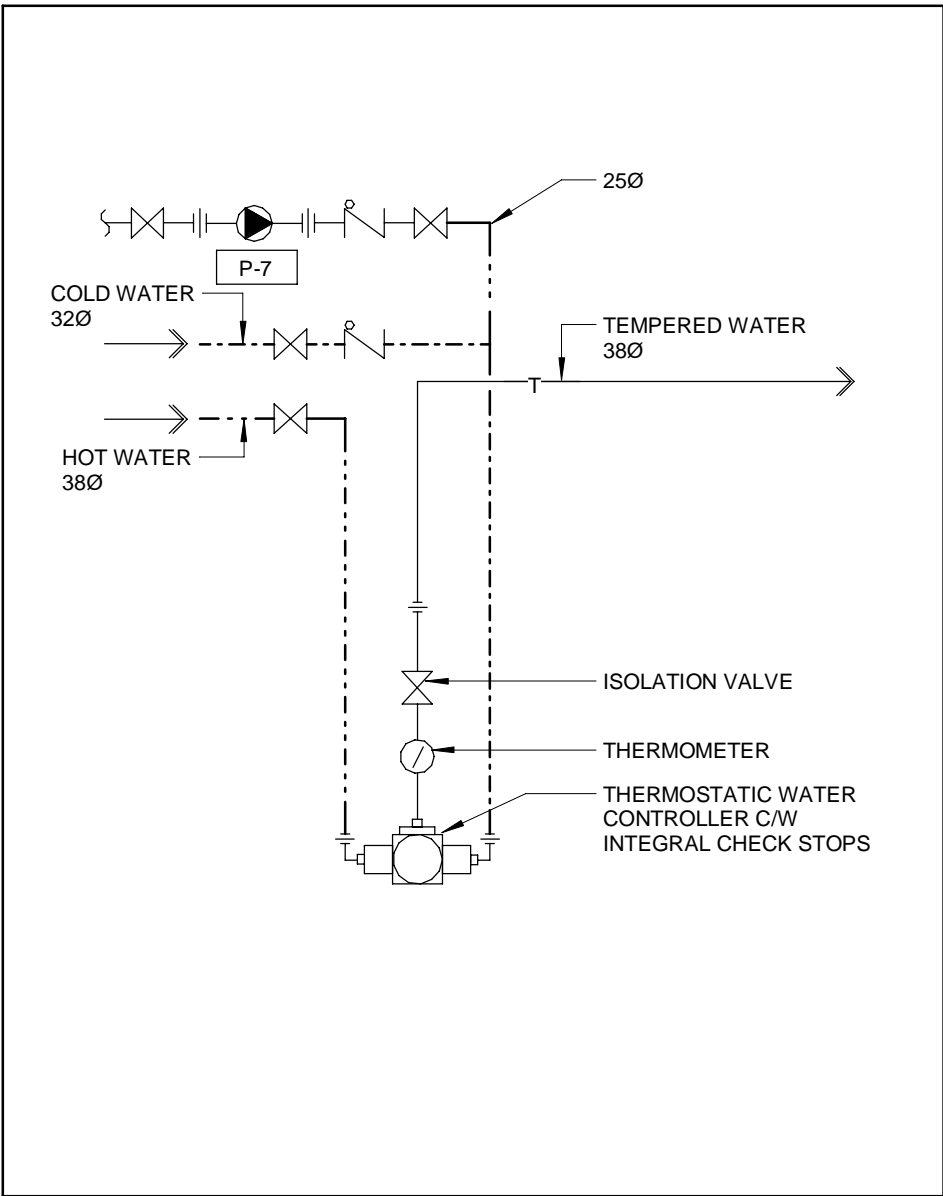 25Ø
P-7
COLD WATER
32Ø
TEMPERED WATER
38Ø
T
HOT WATER
38Ø
ISOLATION VALVE
THERMOMETER
THERMOSTATIC WATER
CONTROLLER C/W
INTEGRAL CHECK STOPS